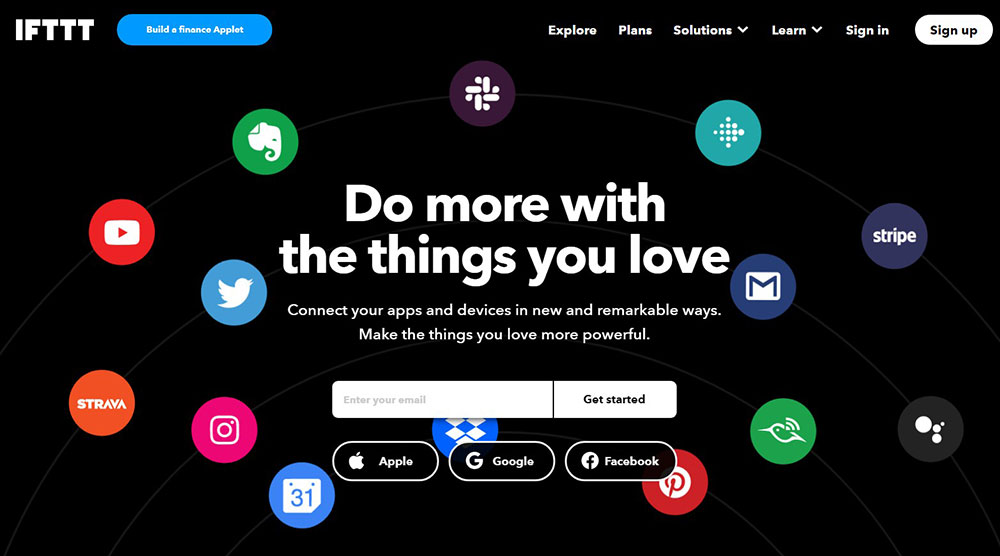 IFTTT
Build a finance Applet
Explore
Plans
Solutions
Learn
Sign in
Sign up
Do more with
the things you love
stripe
Connect your apps and devices in new and remarkable ways.
Make the things you love more powerful.
STRAVA
Enter your email
Get started
Apple
Google
Facebook
31